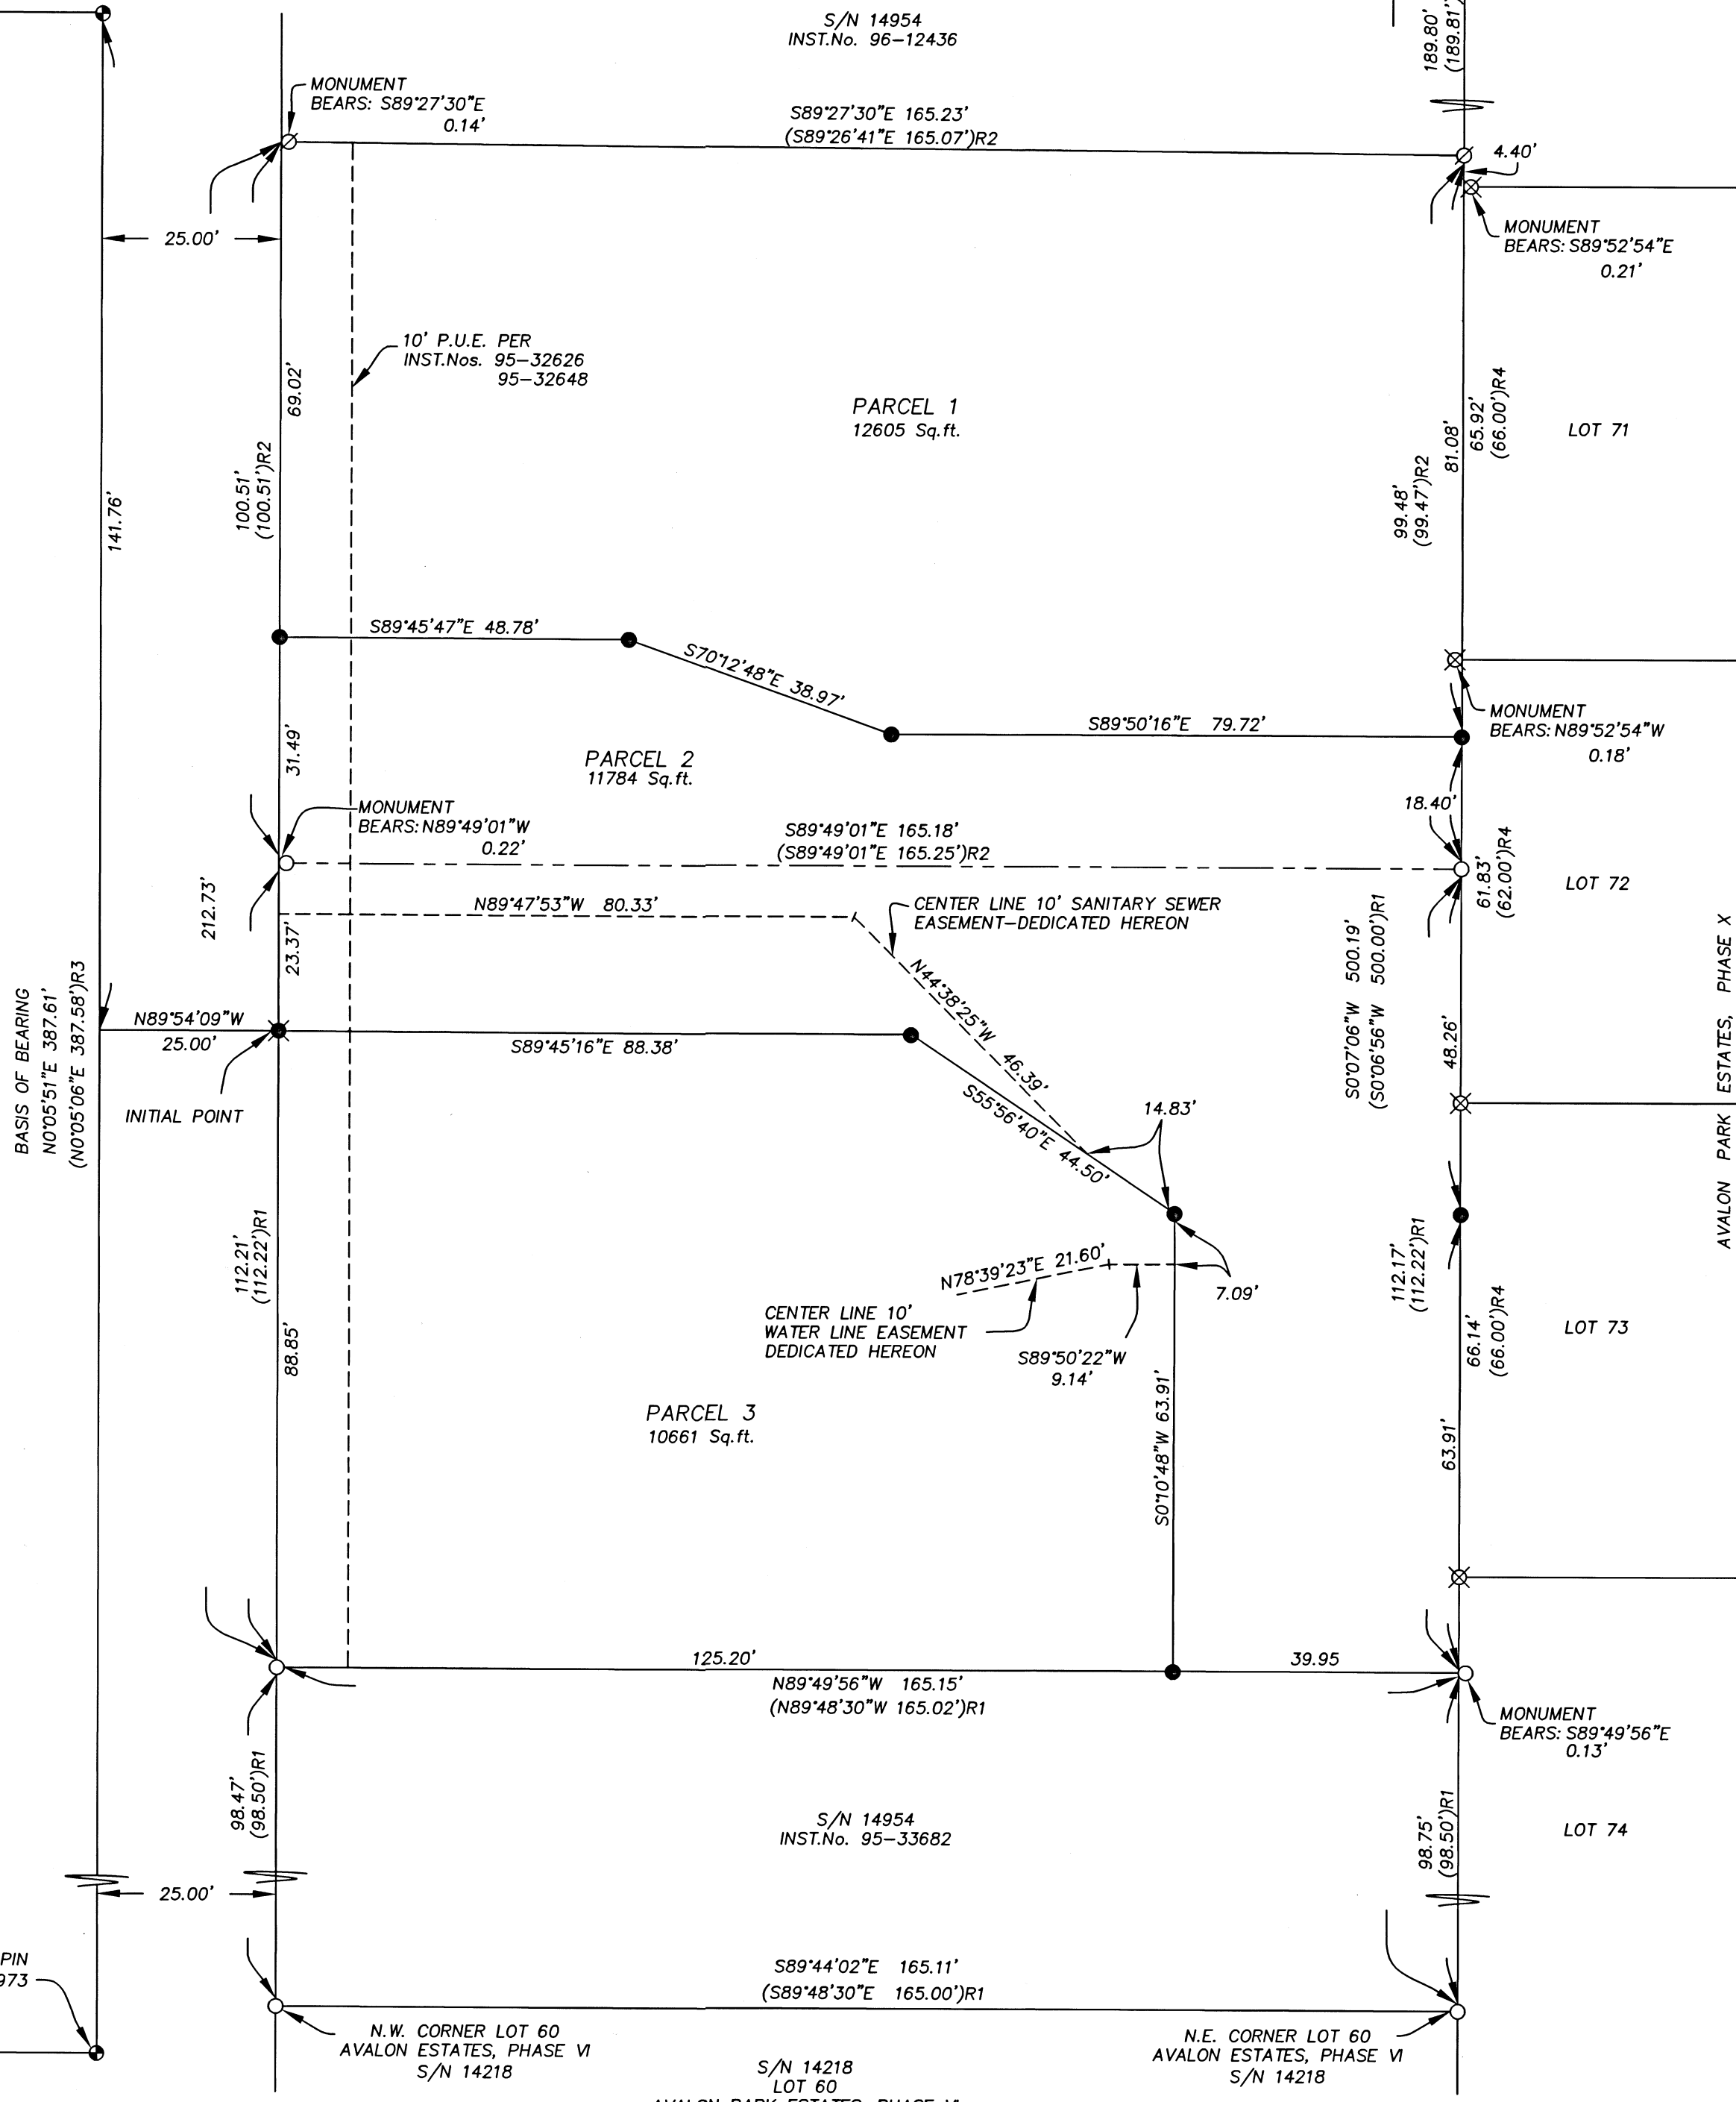 S/N 14954
INST.No. 96-12436
189.80'
(189.81')
MONUMENT
BEARS: S89°27'30"E
0.14'
S89°27'30"E 165.23'
(S89°26'41"E 165.07')R2
4.40'
MONUMENT
BEARS: S89°52'54"E
0.21'
25.00'
10' P.U.E. PER
INST.Nos. 95-32626
95-32648
69.02'
100.51'
(100.51')R2
141.76'
PARCEL 1
12605 Sq.ft.
81.08'
65.92'
(66.00')R4
99.48'
(99.47')R2
LOT 71
S89°45'47"E 48.78'
S70°12'48"E 38.97'
S89°50'16"E 79.72'
MONUMENT
BEARS: N89°52'54"W
0.18'
31.49'
PARCEL 2
11784 Sq.ft.
MONUMENT
BEARS: N89°49'01"W
0.22'
S89°49'01"E 165.18'
(S89°49'01"E 165.25')R2
18.40'
61.83'
(62.00')R4
LOT 72
212.73'
23.37'
N89°47'53"W 80.33'
CENTER LINE 10' SANITARY SEWER
EASEMENT-DEDICATED HEREON
N44°38'25"W 46.39'
S0°07'06"W 500.19'
(S0°06'56"W 500.00')R1
48.26'
AVALON PARK ESTATES, PHASE X
BASIS OF BEARING
N0°05'51"E 387.61'
(N0°05'06"E 387.58')R3
N89°54'09"W
25.00'
INITIAL POINT
S89°45'16"E 88.38'
S55°56'40"E 44.50'
14.83'
7.09'
N78°39'23"E 21.60'
CENTER LINE 10'
WATER LINE EASEMENT
DEDICATED HEREON
S89°50'22"W
9.14'
112.21'
(112.22')R1
88.85'
112.17'
(112.22')R1
66.14'
(66.00')R4
LOT 73
PARCEL 3
10661 Sq.ft.
S0°10'48"W 63.91'
63.91'
125.20'
39.95
N89°49'56"W 165.15'
(N89°48'30"W 165.02')R1
MONUMENT
BEARS: S89°49'56"E
0.13'
98.47'
(98.50')R1
S/N 14954
INST.No. 95-33682
98.75'
(98.50')R1
LOT 74
25.00'
PIN
973
S89°44'02"E 165.11'
(S89°48'30"E 165.00')R1
N.W. CORNER LOT 60
AVALON ESTATES, PHASE VI
S/N 14218
N.E. CORNER LOT 60
AVALON ESTATES, PHASE VI
S/N 14218
S/N 14218
LOT 60
AVALON PARK ESTATES, PHASE VI